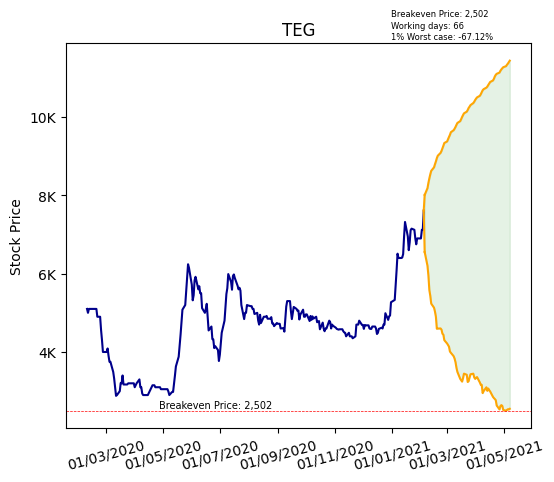 Breakeven Price: 2,502
Working days: 66
1% Worst case: -67.12%
TEG
Stock Price
10K
8K
6K
4K
Breakeven Price: 2,502
01/03/2020 01/05/2020 01/07/2020 01/09/2020 01/11/2020 01/01/2021 01/03/2021 01/05/2021